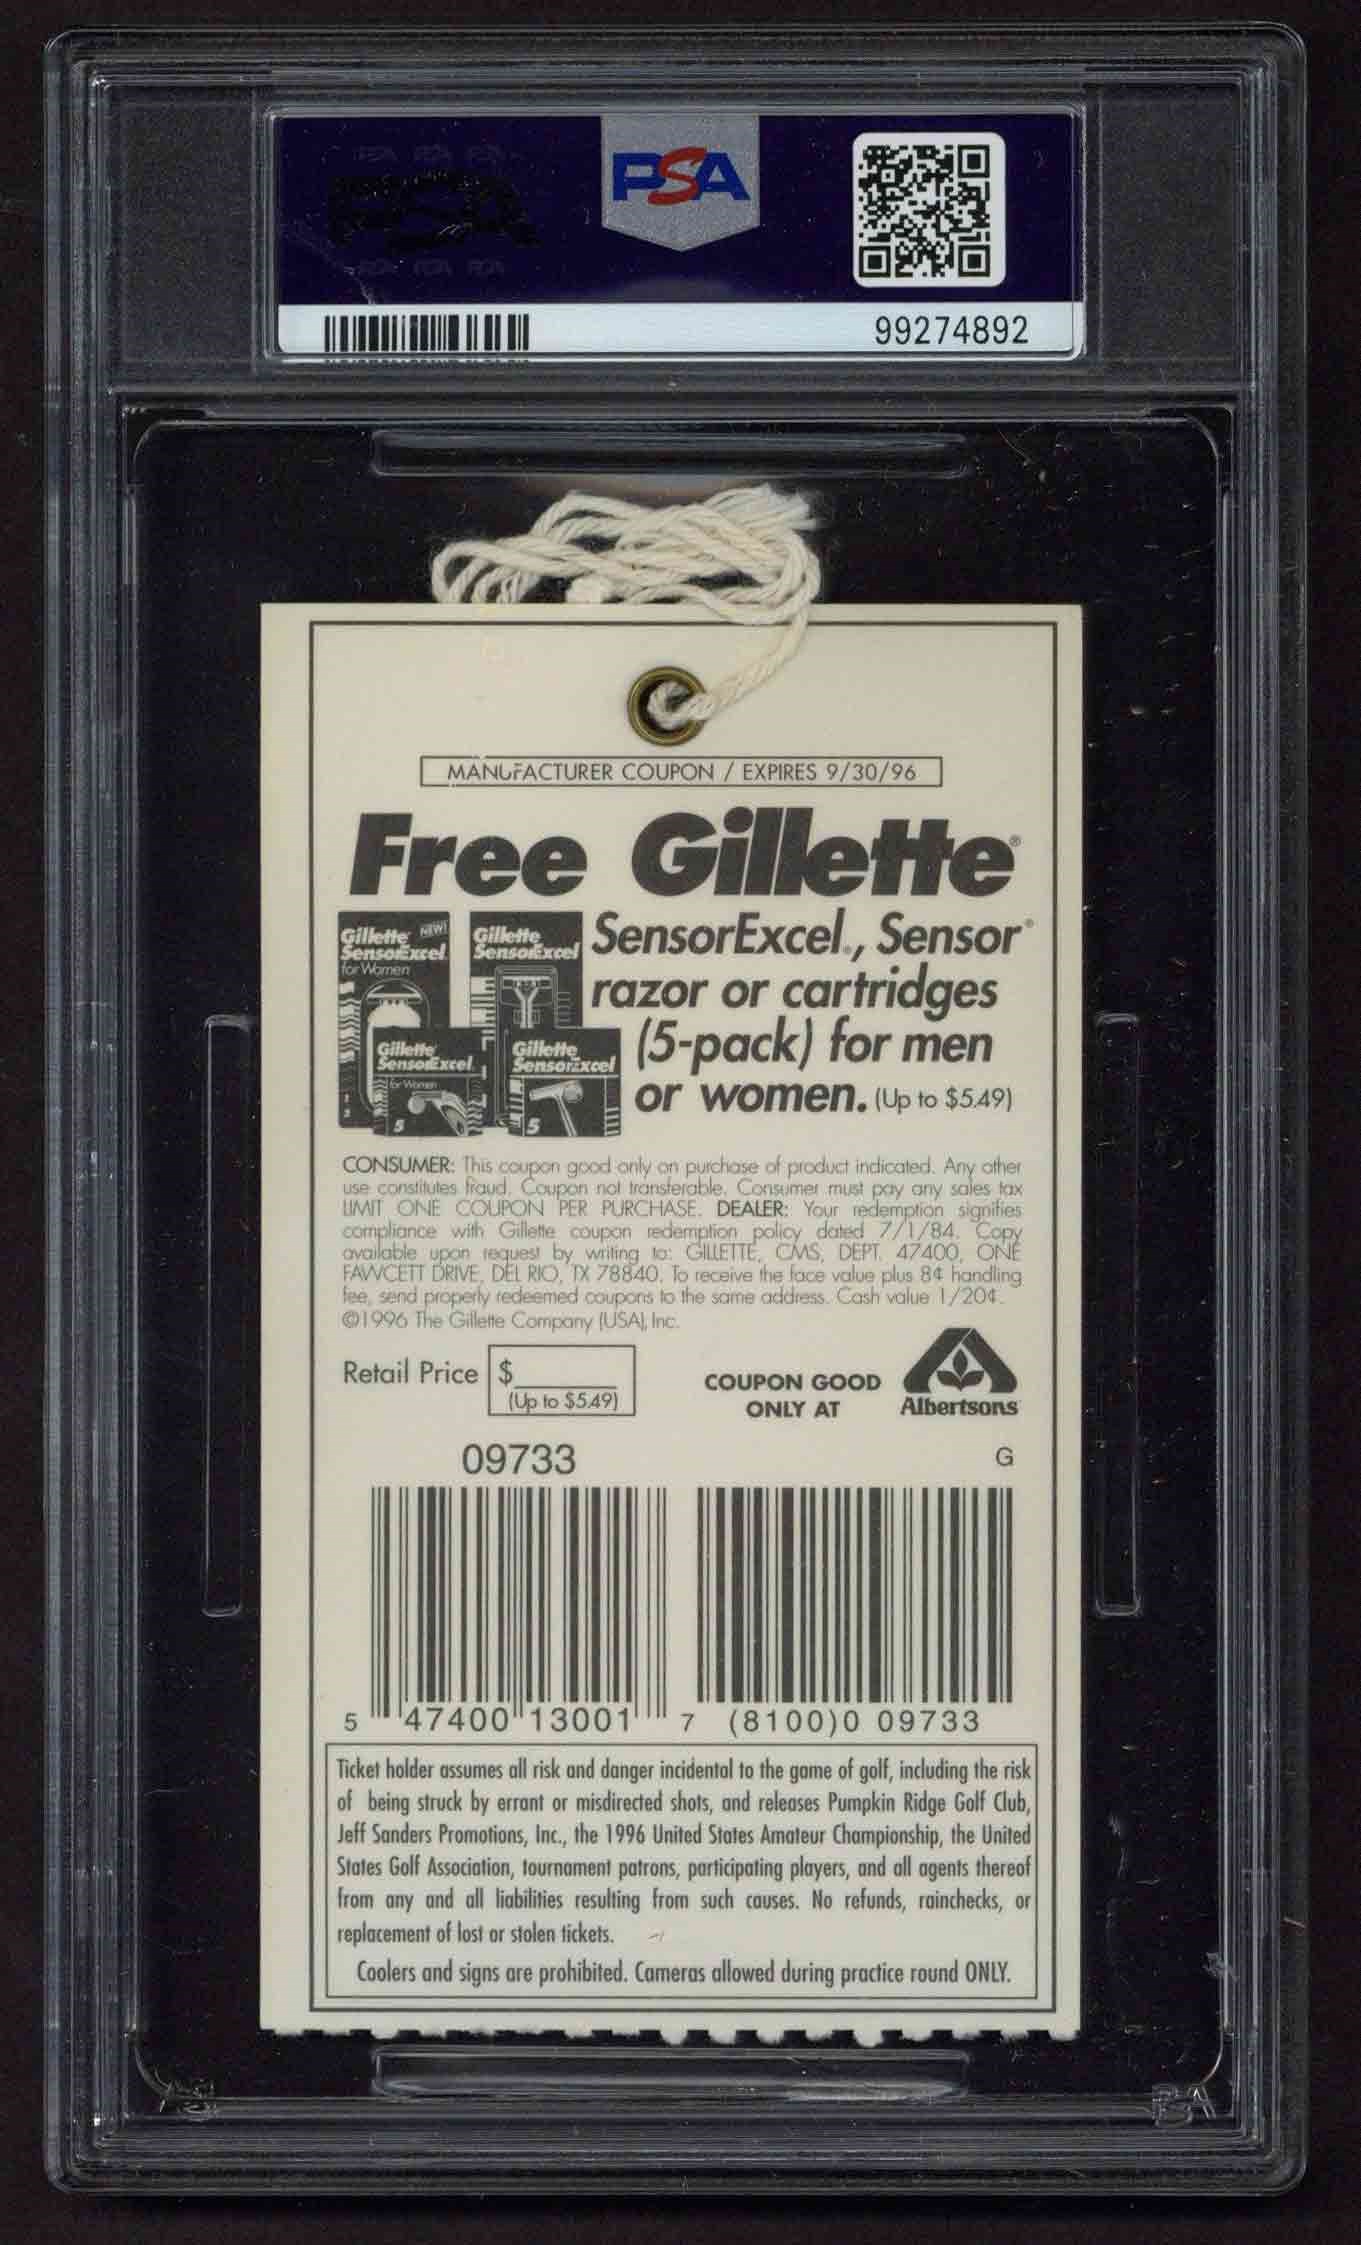 PSA
99274892
MANUFACTURER COUPON / EXPIRES 9/30/96
Free Gillette®
SensorExcel®, Sensor®
razor or cartridges
(5-pack) for men
or women. (Up to $5.49)
Gillette NEW!
SensorExcel
for Women
Gillette
SensorExcel
Gillette
SensorExcel
for Women
5
Gillette
SensorExcel
5
CONSUMER: This coupon good only on purchase of product indicated. Any other
use constitutes fraud. Coupon not transferable. Consumer must pay any sales tax
LIMIT ONE COUPON PER PURCHASE. DEALER: Your redemption signifies
compliance with Gillette coupon redemption policy dated 7/1/84. Copy
available upon request by writing to: GILLETTE, CMS, DEPT. 47400, ONE
FAWCETT DRIVE, DEL RIO, TX 78840. To receive the face value plus 8¢ handling
fee, send properly redeemed coupons to the same address. Cash value 1/20¢.
©1996 The Gillette Company (USA), Inc.
Retail Price $______
(Up to $5.49)
COUPON GOOD
ONLY AT
Albertsons
09733
G
5 47400 13001 7 (8100)0 09733
Ticket holder assumes all risk and danger incidental to the game of golf, including the risk
of being struck by errant or misdirected shots, and releases Pumpkin Ridge Golf Club,
Jeff Sanders Promotions, Inc., the 1996 United States Amateur Championship, the United
States Golf Association, tournament patrons, participating players, and all agents thereof
from any and all liabilities resulting from such causes. No refunds, rainchecks, or
replacement of lost or stolen tickets.
Coolers and signs are prohibited. Cameras allowed during practice round ONLY.
PSA